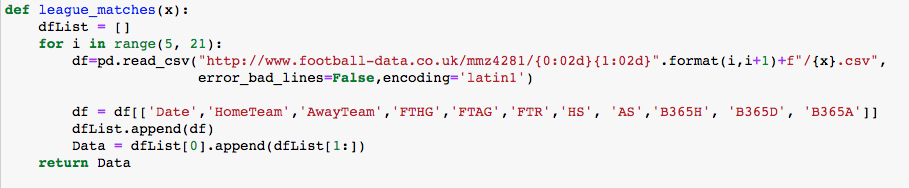 def league_matches(x):
    dfList = []
    for i in range(5, 21):
        df=pd.read_csv("http://www.football-data.co.uk/mmz4281/{0:02d}{1:02d}".format(i,i+1)+f"/{x}.csv",
                       error_bad_lines=False,encoding='latin1')
        df = df[['Date','HomeTeam','AwayTeam','FTHG','FTAG','FTR','HS', 'AS','B365H', 'B365D', 'B365A']]
        dfList.append(df)
        Data = dfList[0].append(dfList[1:])
    return Data